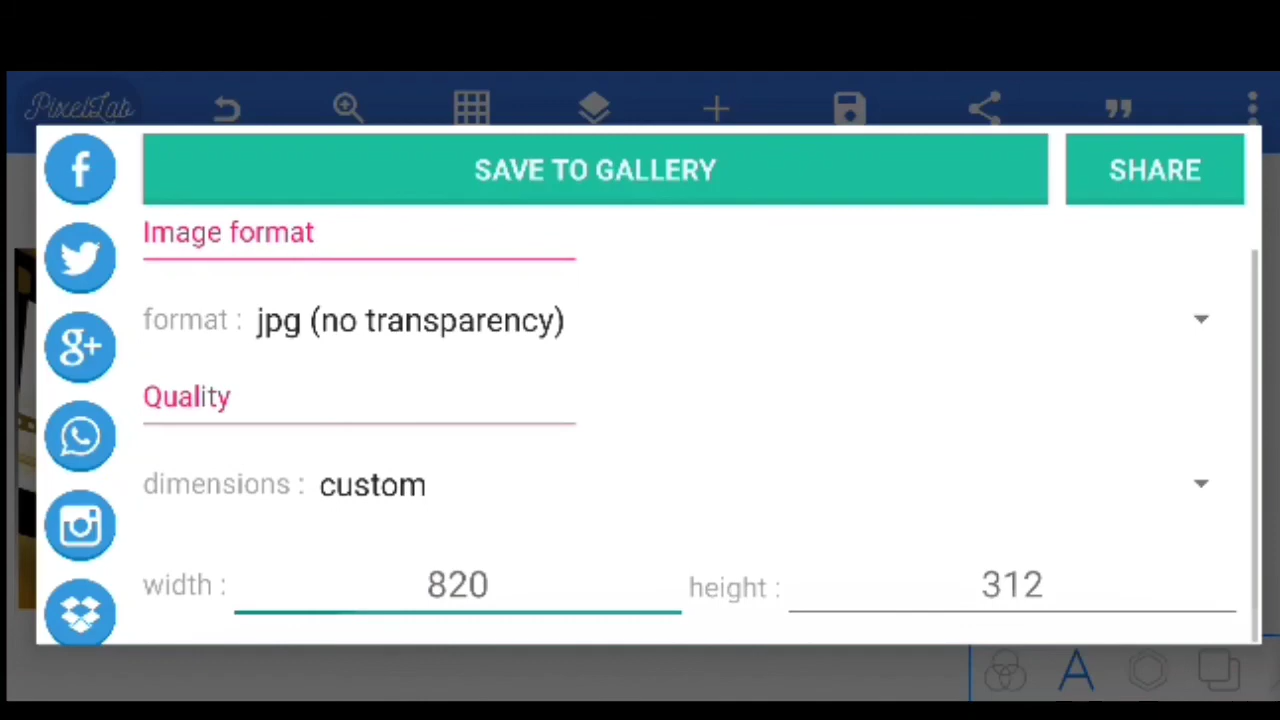 PixelLab
SAVE TO GALLERY
SHARE
Image format
format : jpg (no transparency)
Quality
dimensions : custom
width : 820 height : 312